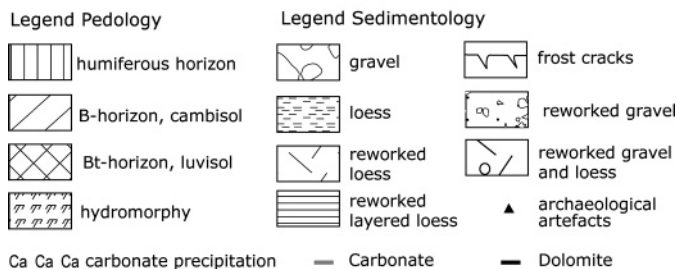 Legend Pedology
Legend Sedimentology
humiferous horizon
gravel
frost cracks
B-horizon, cambisol
loess
reworked gravel
Bt-horizon, luvisol
reworked
loess
reworked gravel
and loess
hydromorphy
reworked
layered loess
archaeological
artefacts
Ca Ca Ca carbonate precipitation
Carbonate
Dolomite